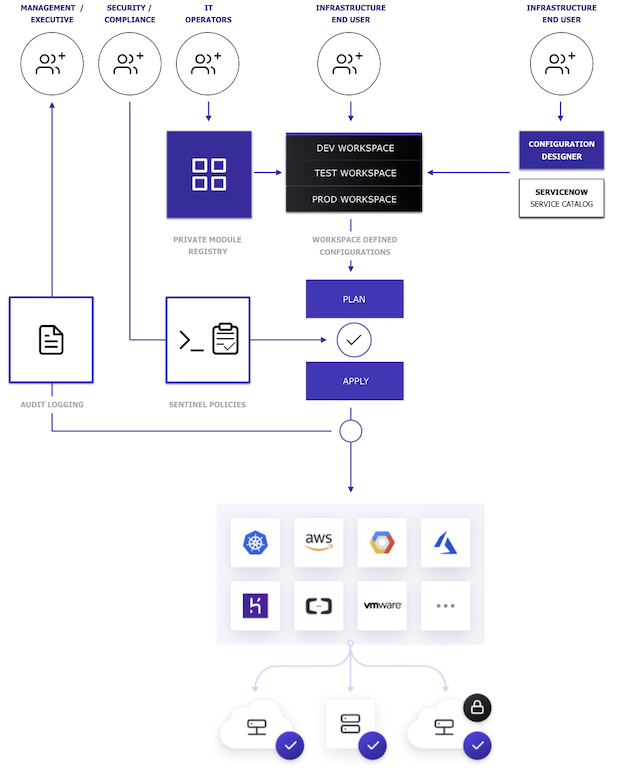 MANAGEMENT /
EXECUTIVE
SECURITY /
COMPLIANCE
IT
OPERATORS
INFRASTRUCTURE
END USER
INFRASTRUCTURE
END USER
DEV WORKSPACE
TEST WORKSPACE
PROD WORKSPACE
CONFIGURATION
DESIGNER
SERVICENOW
SERVICE CATALOG
PRIVATE MODULE
REGISTRY
WORKSPACE DEFINED
CONFIGURATIONS
PLAN
APPLY
AUDIT LOGGING
SENTINEL POLICIES
aws
vmware